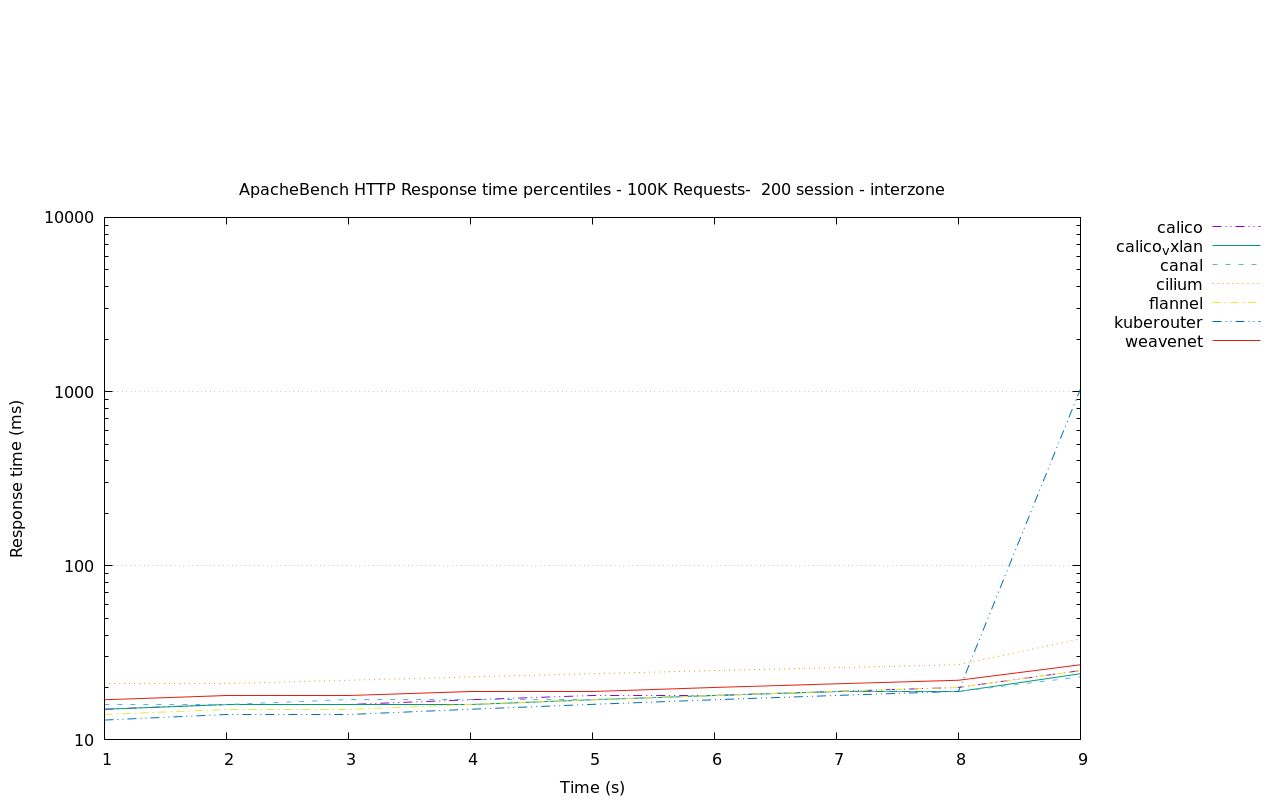 ApacheBench HTTP Response time percentiles - 100K Requests-  200 session - interzone
10000
1000
100
10
Response time (ms)
1 2 3 4 5 6 7 8 9
Time (s)
calico
calicovxlan
canal
cilium
flannel
kuberouter
weavenet